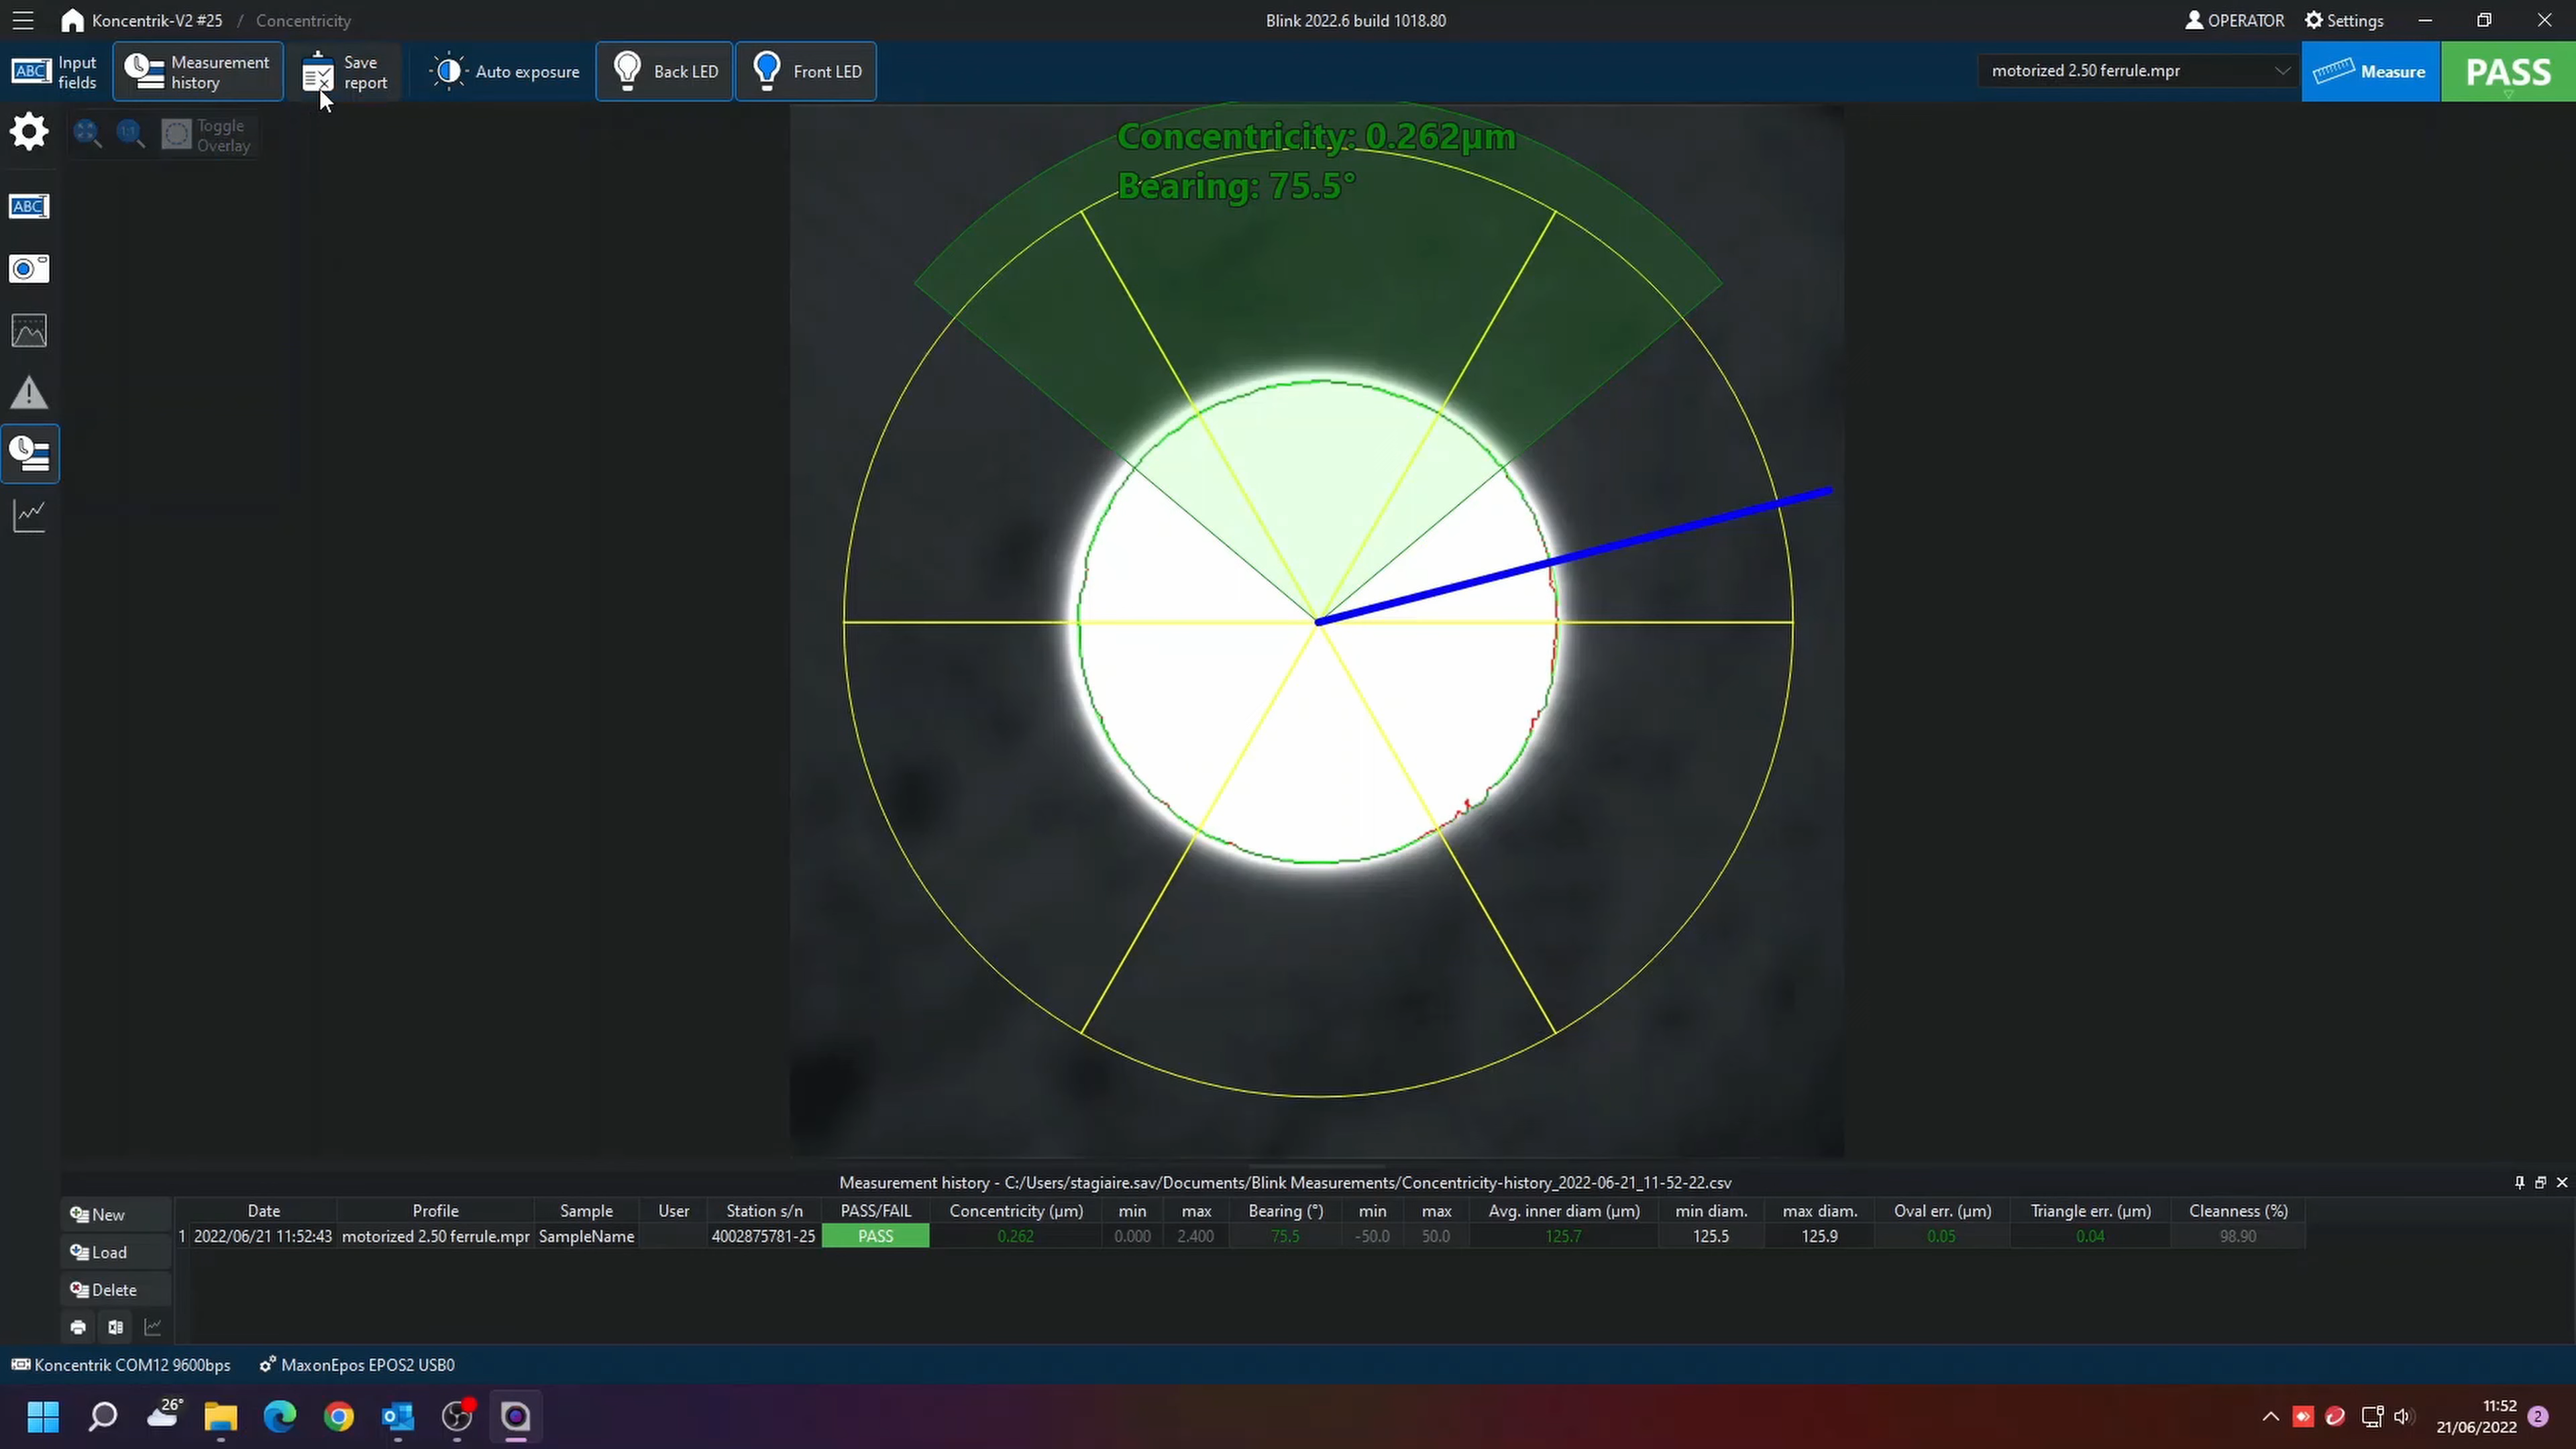 Koncentrik-V2 #25 / Concentricity
Blink 2022.6 build 1018.80
OPERATOR
Settings
ABC
Input fields
Measurement history
Save report
Auto exposure
Back LED
Front LED
motorized 2.50 ferrule.mpr
Measure
PASS
1:1
Toggle Overlay
ABC
Concentricity: 0.262µm
Bearing: 75.5°
Measurement history - C:/Users/stagiaire.sav/Documents/Blink Measurements/Concentricity-history_2022-06-21_11-52-22.csv
New
Load
Delete
Date Profile Sample User Station s/n PASS/FAIL Concentricity (µm) min max Bearing (°) min max Avg. inner diam (µm) min diam. max diam. Oval err. (µm) Triangle err. (µm) Cleanness (%)
1 2022/06/21 11:52:43 motorized 2.50 ferrule.mpr SampleName 4002875781-25 PASS 0.262 0.000 2.400 75.5 -50.0 50.0 125.7 125.5 125.9 0.05 0.04 98.90
Koncentrik COM12 9600bps
MaxonEpos EPOS2 USB0
26°
11:52
21/06/2022
2